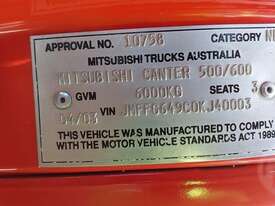 APPROVAL NO. 10758 CATEGORY
MITSUBISHI TRUCKS AUSTRALIA
MITSUBISHI CANTER 500/600
GVM 6000KG SEATS 3
VIN JMFFG649C0KJ40003
04/03
THIS VEHICLE WAS MANUFACTURED TO COMPLY
WITH THE MOTOR VEHICLE STANDARDS ACT 1989